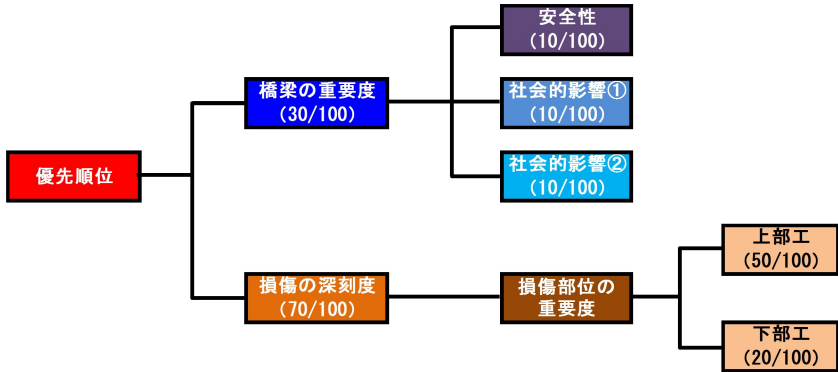 優先順位
橋梁の重要度
(30/100)
安全性
(10/100)
社会的影響①
(10/100)
社会的影響②
(10/100)
損傷の深刻度
(70/100)
損傷部位の
重要度
上部工
(50/100)
下部工
(20/100)